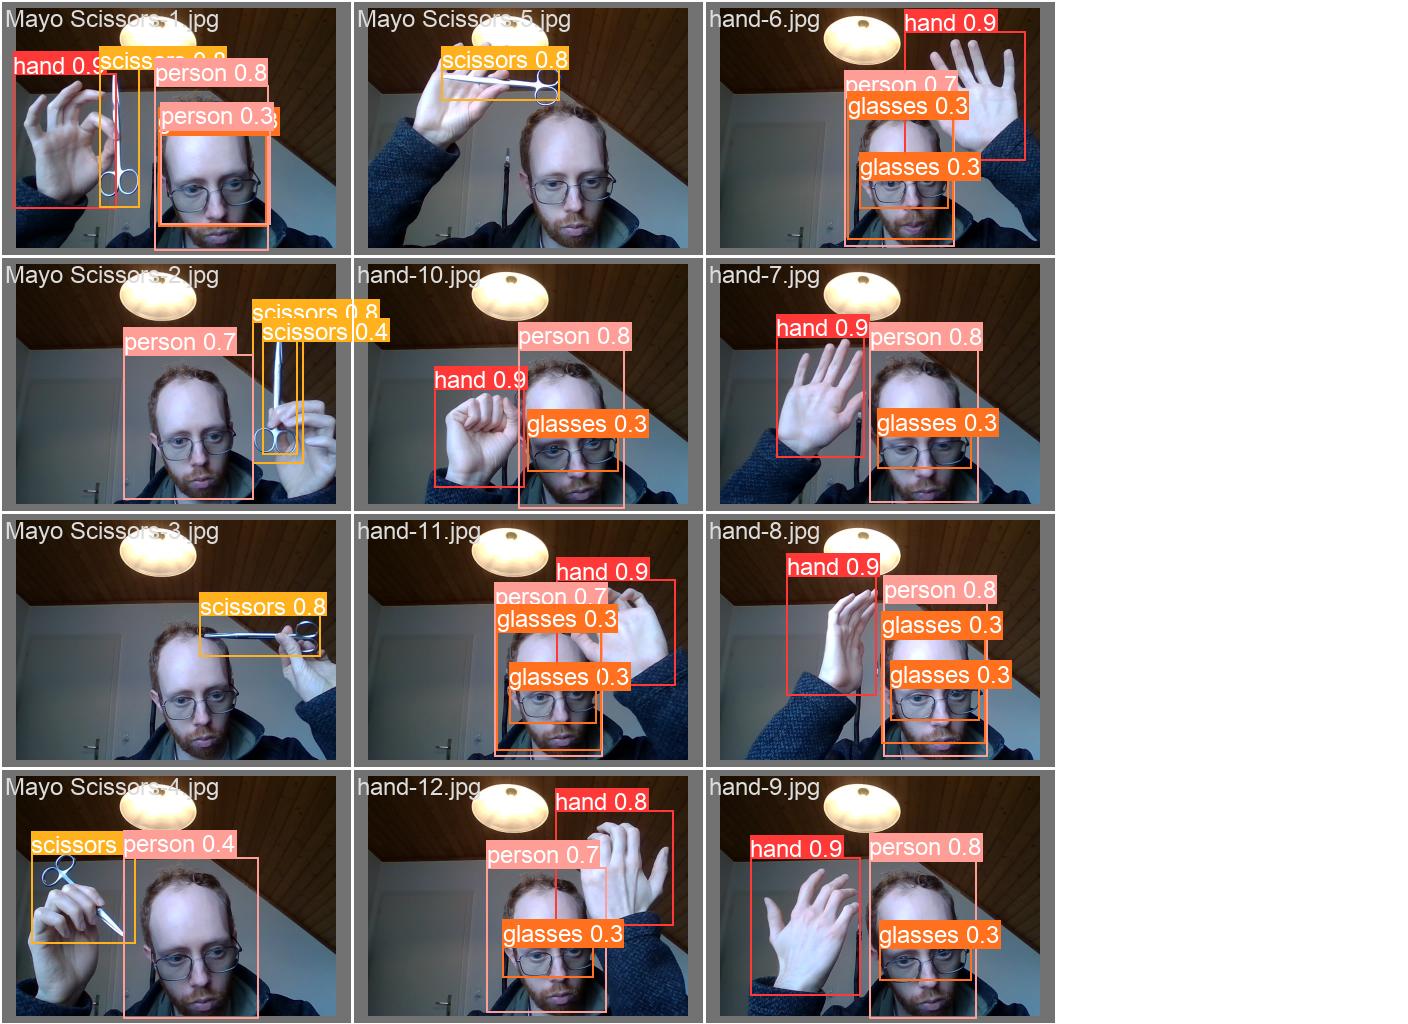 Mayo Scissors-1.jpg
hand 0.9
scissors 0.8
person 0.8
person 0.3
Mayo Scissors-5.jpg
scissors 0.8
hand-6.jpg
hand 0.9
person 0.7
glasses 0.3
glasses 0.3
Mayo Scissors-2.jpg
person 0.7
scissors 0.8
scissors 0.4
hand-10.jpg
hand 0.9
person 0.8
glasses 0.3
hand-7.jpg
hand 0.9
person 0.8
glasses 0.3
Mayo Scissors-3.jpg
scissors 0.8
hand-11.jpg
hand 0.9
person 0.7
glasses 0.3
glasses 0.3
hand-8.jpg
hand 0.9
person 0.8
glasses 0.3
glasses 0.3
Mayo Scissors-4.jpg
scissors
person 0.4
hand-12.jpg
hand 0.8
person 0.7
glasses 0.3
hand-9.jpg
hand 0.9
person 0.8
glasses 0.3